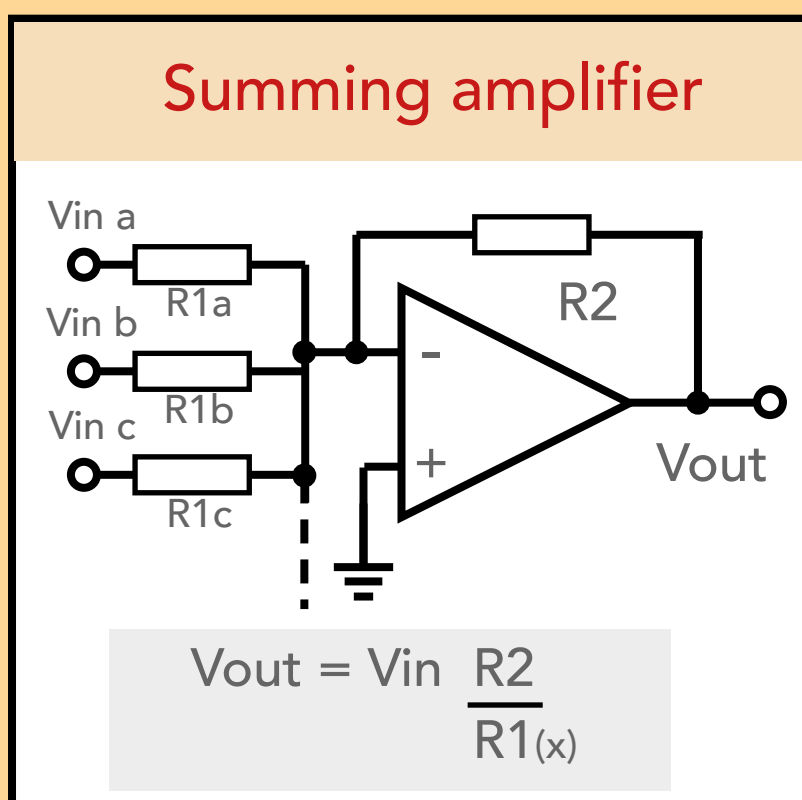 Summing amplifier
Vin a
R1a
Vin b
R1b
Vin c
R1c
R2
-
+
Vout
Vout = Vin R2
R1(x)